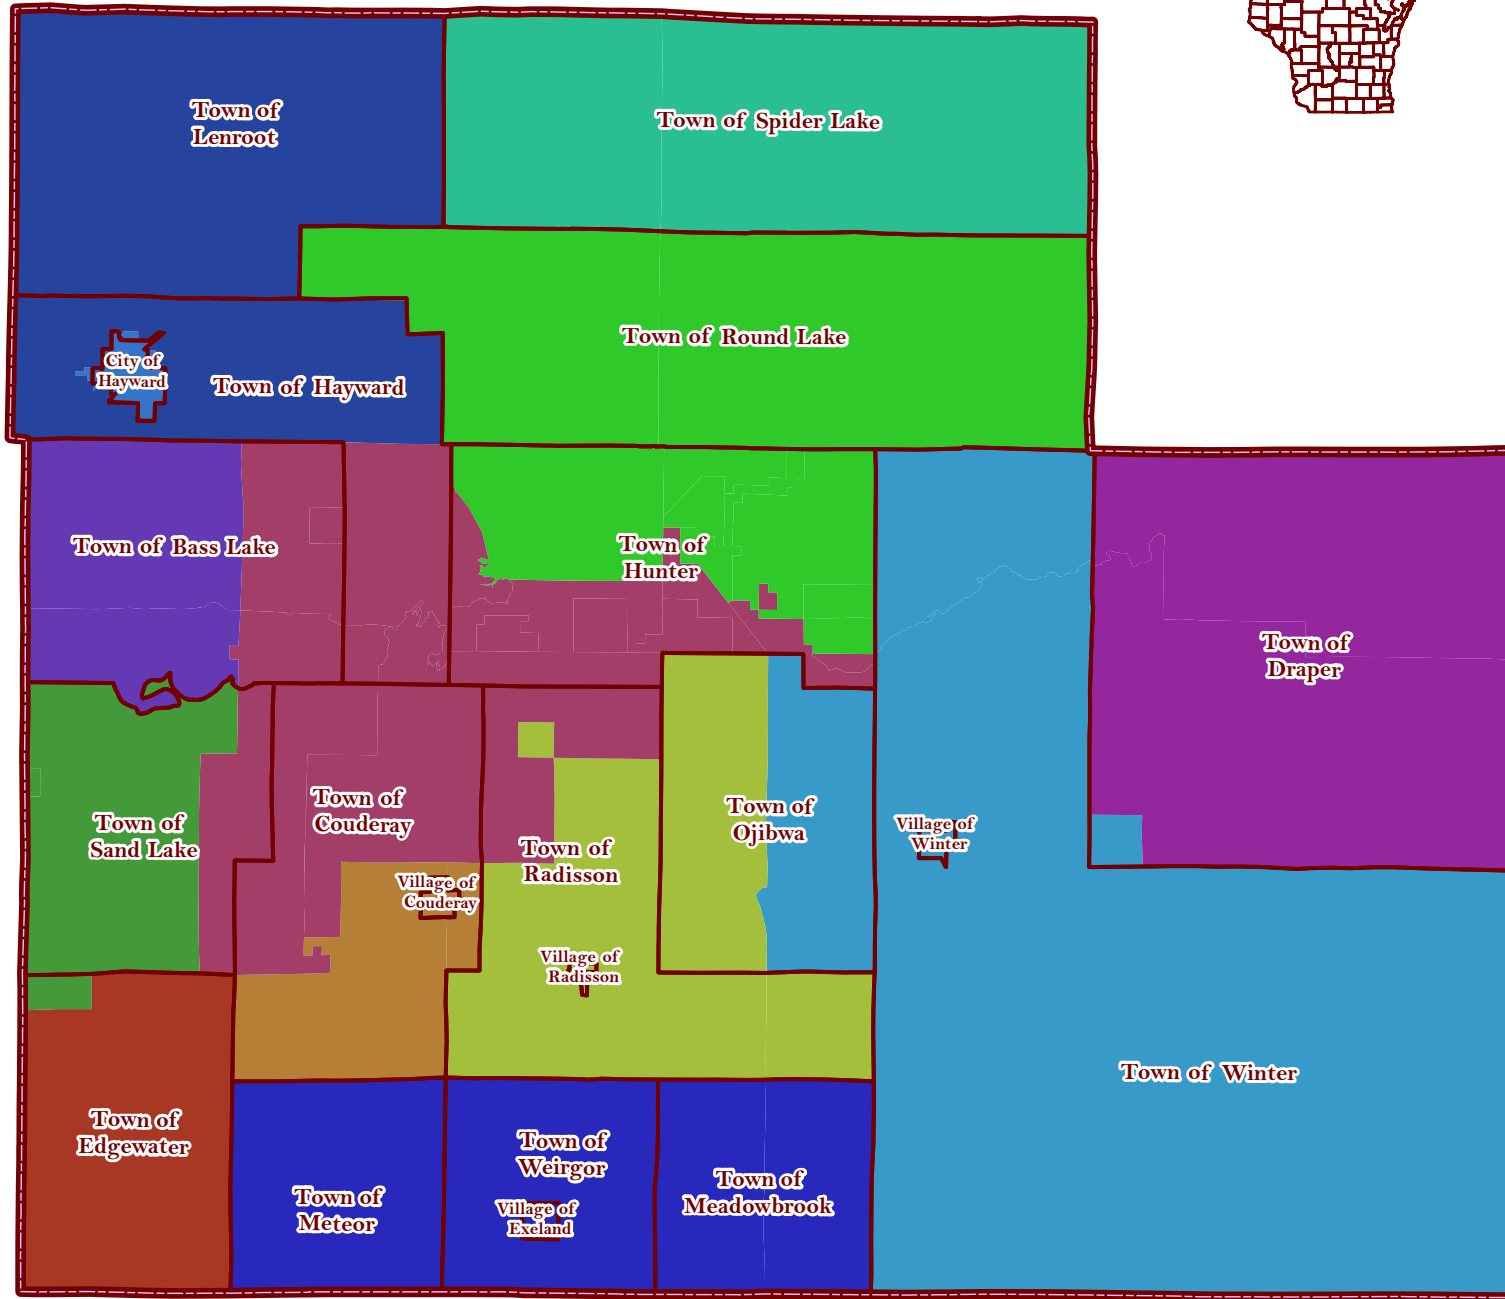 Town of
Lenroot
Town of Spider Lake
Town of Round Lake
City of
Hayward
Town of Hayward
Town of Bass Lake
Town of
Hunter
Town of
Draper
Town of
Sand Lake
Town of
Couderay
Town of
Radisson
Town of
Ojibwa
Village of
Winter
Village of
Couderay
Village of
Radisson
Town of Winter
Town of
Edgewater
Town of
Meteor
Town of
Weirgor
Village of
Exeland
Town of
Meadowbrook